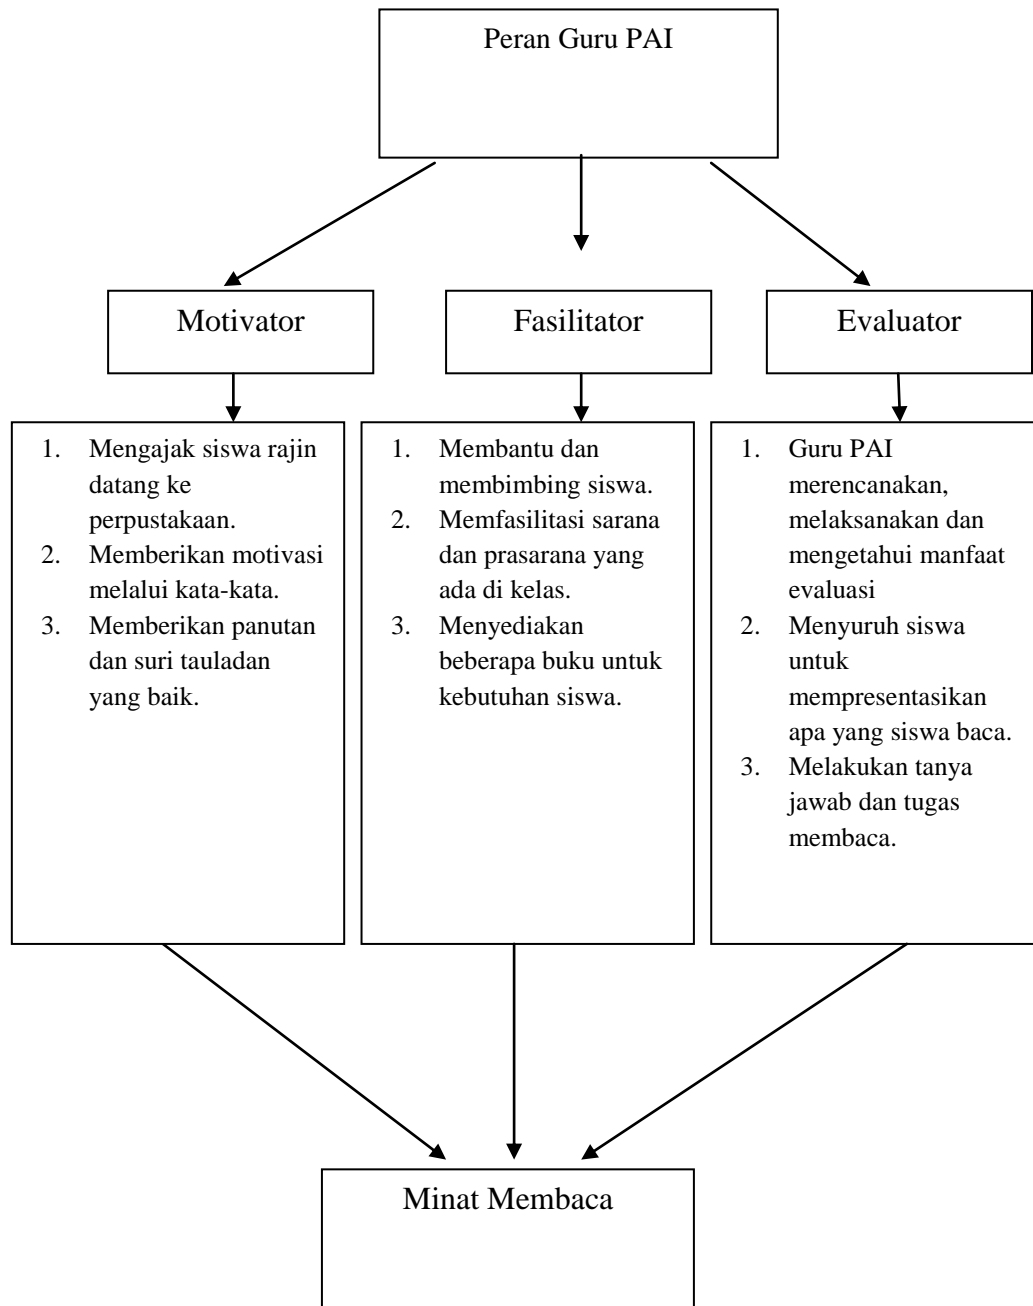 Peran Guru PAI
Motivator
Fasilitator
Evaluator
1. Mengajak siswa rajin
datang ke
perpustakaan.
2. Memberikan motivasi
melalui kata-kata.
3. Memberikan panutan
dan suri tauladan
yang baik.
1. Membantu dan
membimbing siswa.
2. Memfasilitasi sarana
dan prasarana yang
ada di kelas.
3. Menyediakan
beberapa buku untuk
kebutuhan siswa.
1. Guru PAI
merencanakan,
melaksanakan dan
mengetahui manfaat
evaluasi
2. Menyuruh siswa
untuk
mempresentasikan
apa yang siswa baca.
3. Melakukan tanya
jawab dan tugas
membaca.
Minat Membaca